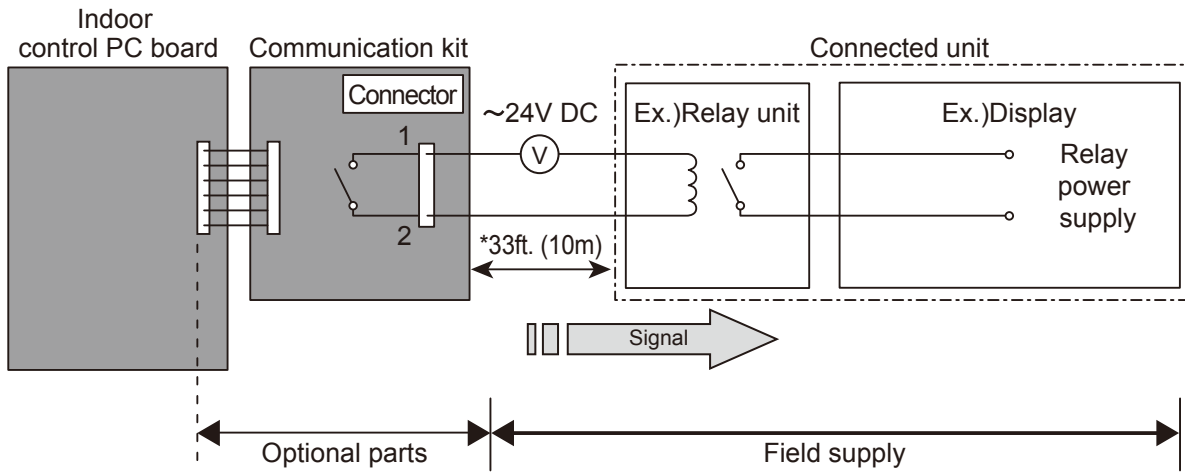 Indoor
control PC board
Communication kit
Connected unit
Connector
1
2
～24V DC
V
Ex.)Relay unit
Ex.)Display
Relay
power
supply
*33ft. (10m)
Signal
Optional parts
Field supply